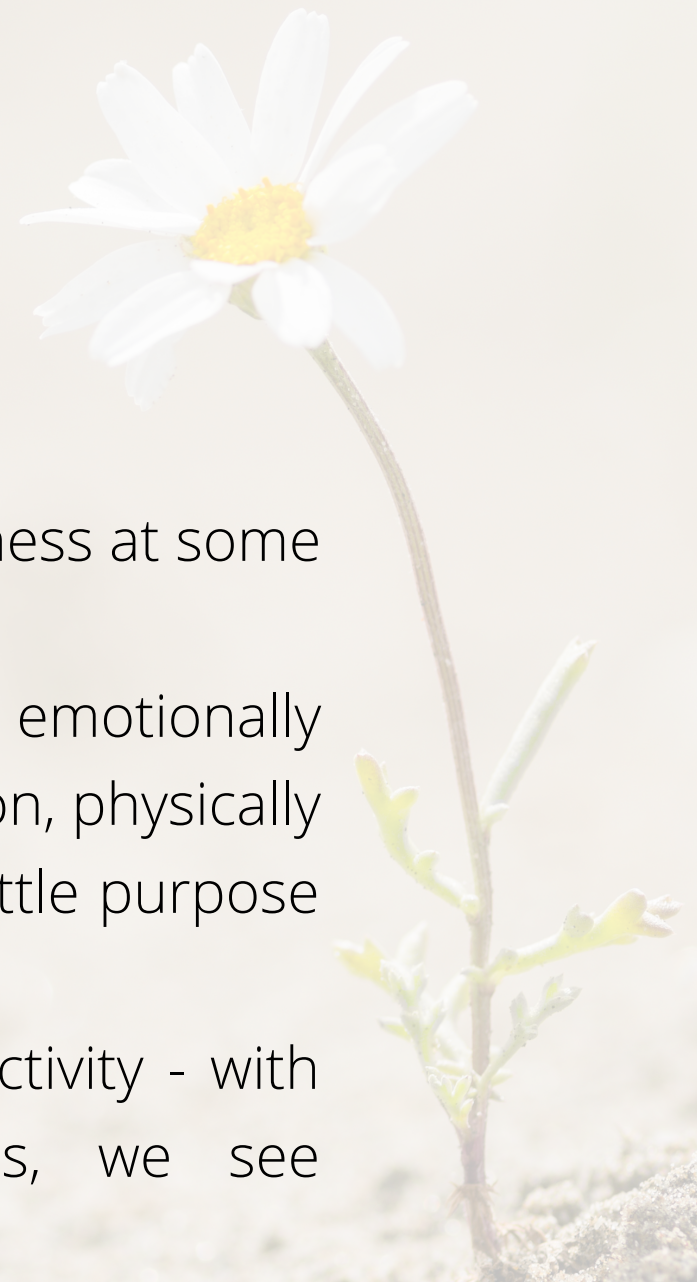 ness at some
emotionally
on, physically
ttle purpose
ctivity - with
s, we see